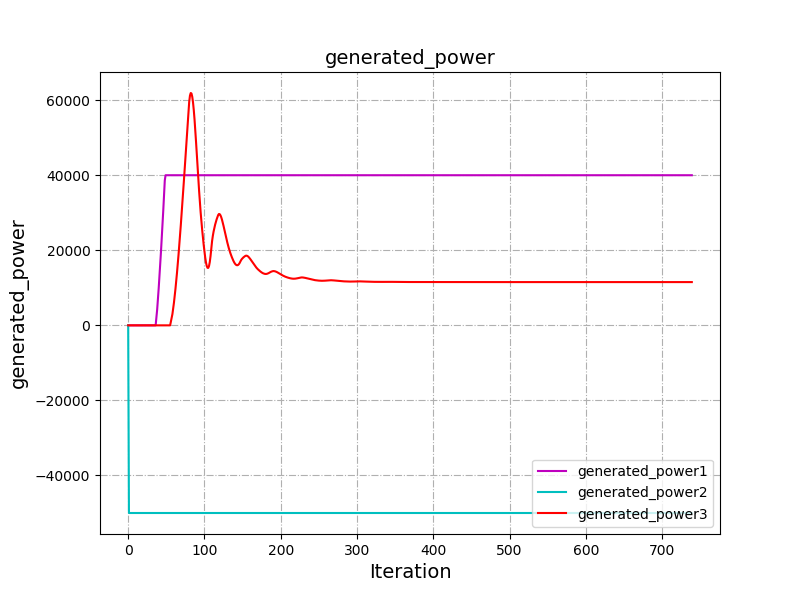 generated_power
60000
40000
20000
0
−20000
−40000
generated_power
0 100 200 300 400 500 600 700
Iteration
generated_power1
generated_power2
generated_power3